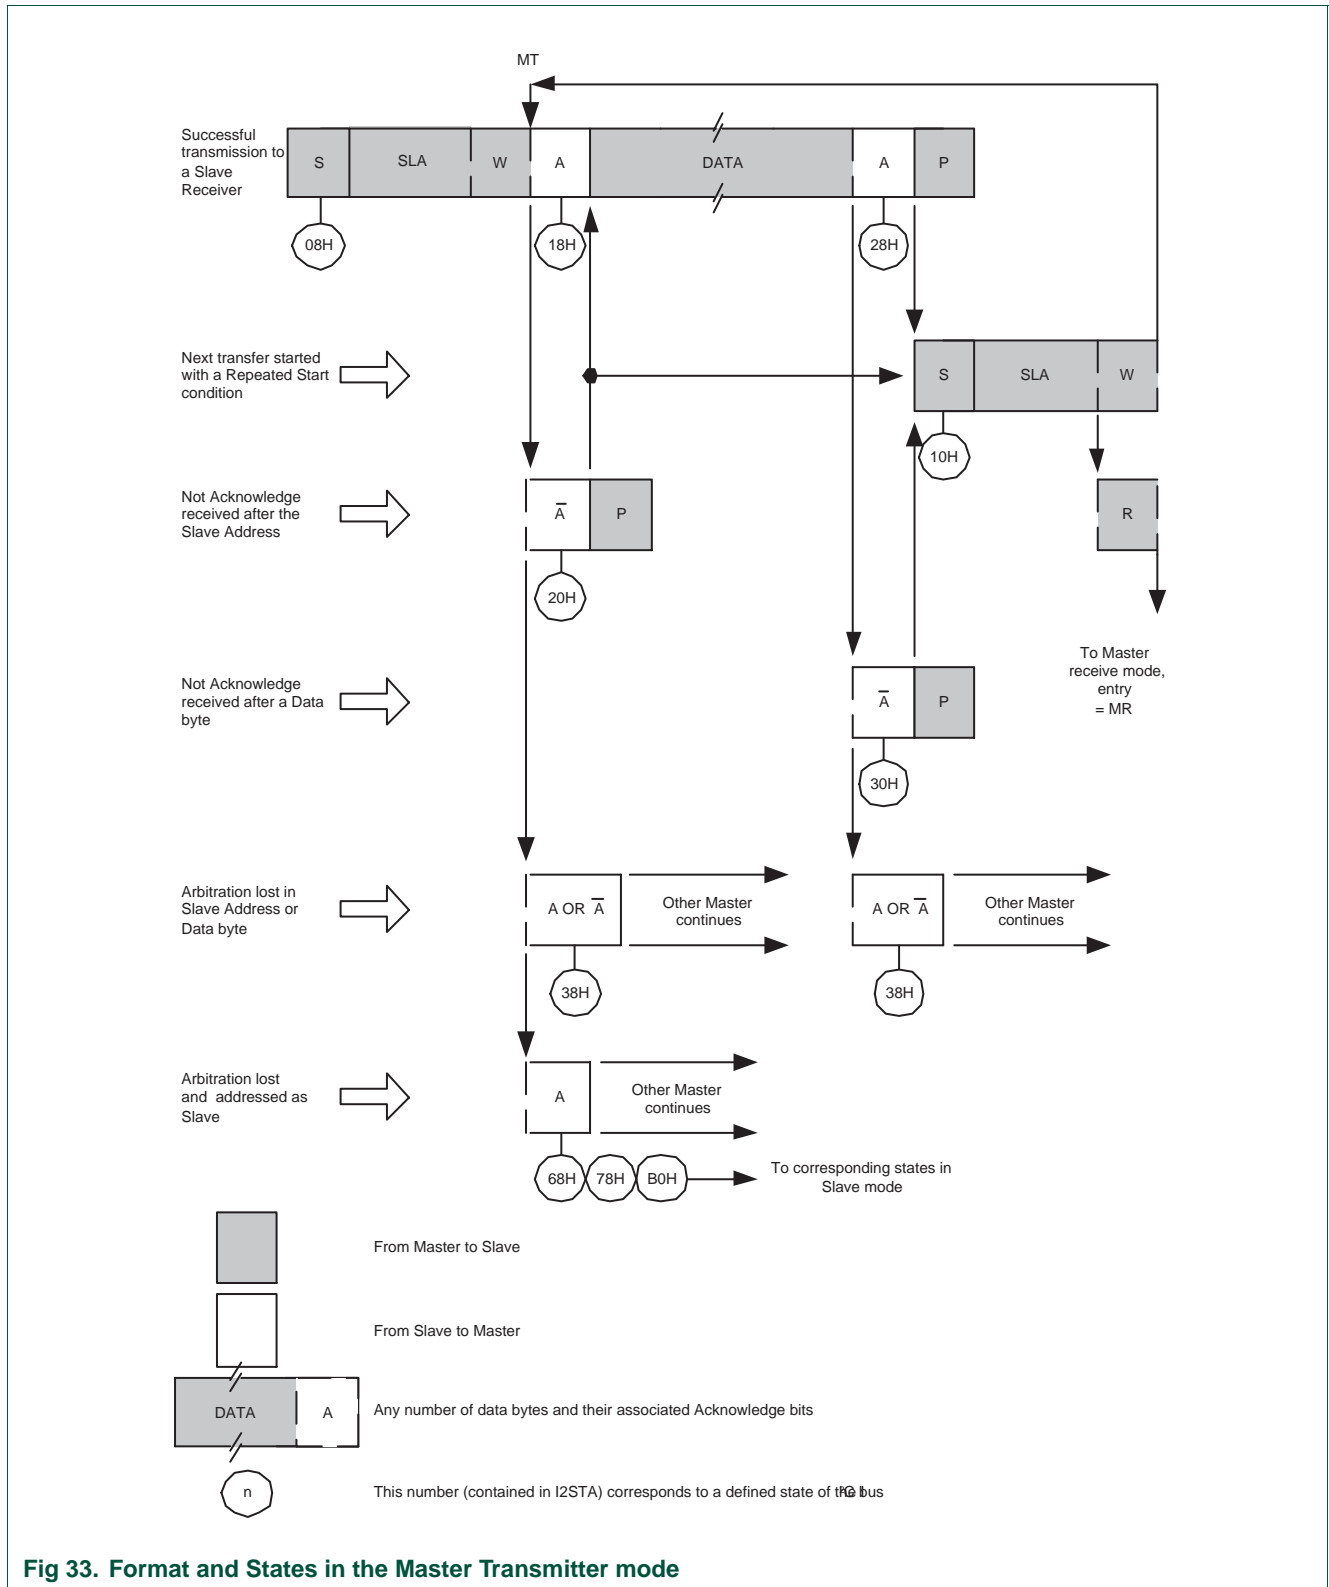 MT
Successful
transmission to
a Slave
Receiver
S
SLA
W
A
DATA
A
P
08H
18H
28H
Next transfer started
with a Repeated Start
condition
S
SLA
W
10H
Not Acknowledge
received after the
Slave Address
A̅
P
R
20H
To Master
receive mode,
entry
= MR
Not Acknowledge
received after a Data
byte
A̅
P
30H
Arbitration lost in
Slave Address or
Data byte
A OR A̅
Other Master
continues
A OR A̅
Other Master
continues
38H
38H
Arbitration lost
and addressed as
Slave
A
Other Master
continues
68H
78H
B0H
To corresponding states in
Slave mode
From Master to Slave
From Slave to Master
DATA
A
Any number of data bytes and their associated Acknowledge bits
n
This number (contained in I2STA) corresponds to a defined state of the bus
Fig 33. Format and States in the Master Transmitter mode